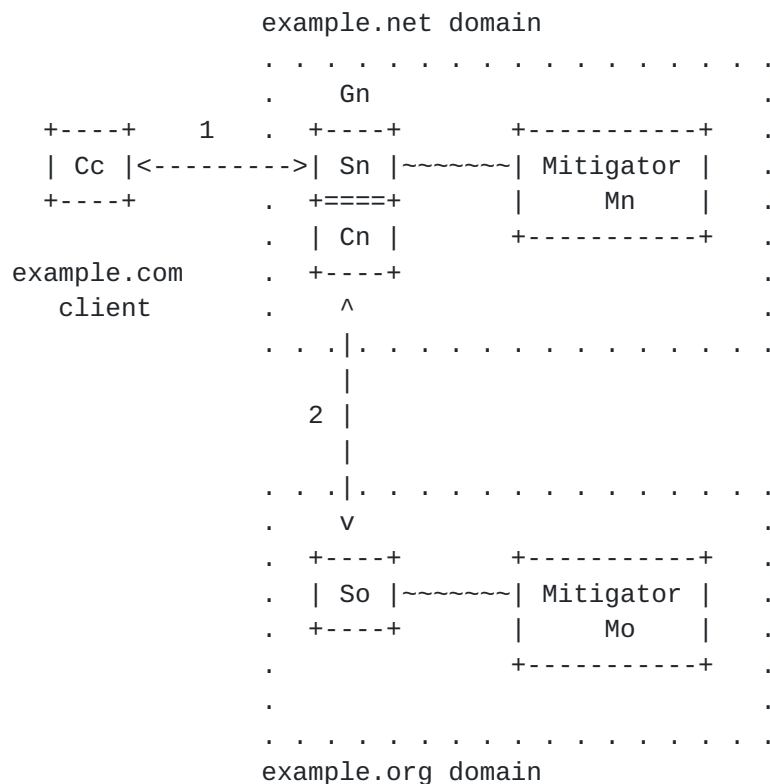 example.net domain
                . . . . . . . . . . . . . . . . .
                .    Gn                         .
  +----+    1   .  +----+       +-----------+   .
  | Cc |<--------->| Sn |~~~~~~~| Mitigator |   .
  +----+        .  +====+       |     Mn    |   .
                .  | Cn |       +-----------+   .
example.com     .  +----+                       .
   client       .    ^                          .
                . . .|. . . . . . . . . . . . . .
                     |
                   2 |
                     |
                . . .|. . . . . . . . . . . . . .
                .    v                          .
                .  +----+       +-----------+   .
                .  | So |~~~~~~~| Mitigator |   .
                .  +----+       |     Mo    |   .
                .               +-----------+   .
                .                               .
                . . . . . . . . . . . . . . . . .
                example.org domain